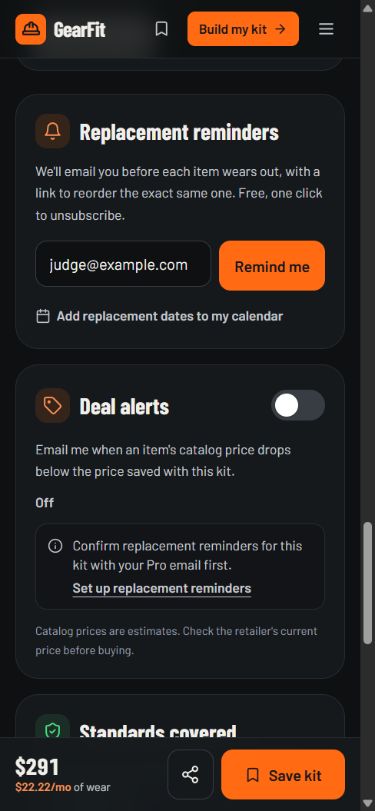 GearFit
Build my kit →
Replacement reminders
We'll email you before each item wears out, with a
link to reorder the exact same one. Free, one click
to unsubscribe.
judge@example.com
Remind me
Add replacement dates to my calendar
Deal alerts
Email me when an item's catalog price drops
below the price saved with this kit.
Off
Confirm replacement reminders for this
kit with your Pro email first.
Set up replacement reminders
Catalog prices are estimates. Check the retailer's current
price before buying.
Standards covered
$291
$22.22/mo of wear
Save kit